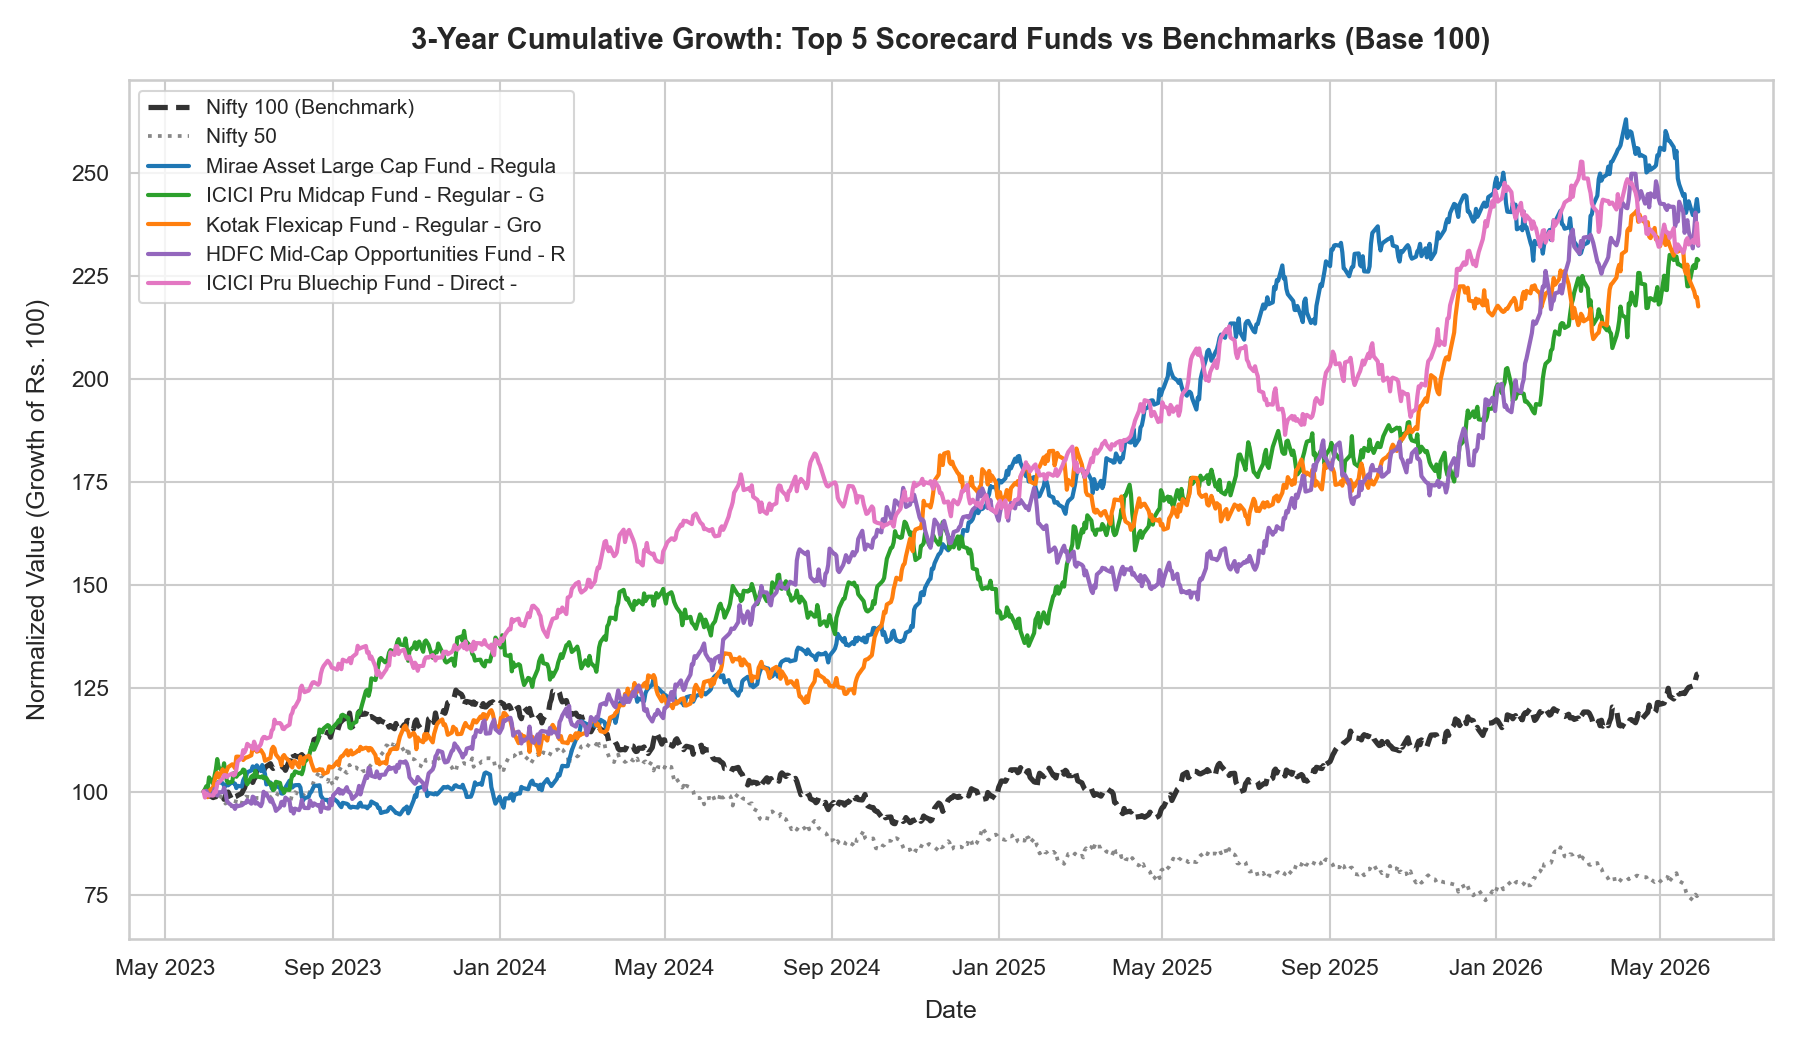 3-Year Cumulative Growth: Top 5 Scorecard Funds vs Benchmarks (Base 100)
Nifty 100 (Benchmark)
Nifty 50
Mirae Asset Large Cap Fund - Regula
ICICI Pru Midcap Fund - Regular - G
Kotak Flexicap Fund - Regular - Gro
HDFC Mid-Cap Opportunities Fund - R
ICICI Pru Bluechip Fund - Direct -
Normalized Value (Growth of Rs. 100)
250
225
200
175
150
125
100
75
May 2023 Sep 2023 Jan 2024 May 2024 Sep 2024 Jan 2025 May 2025 Sep 2025 Jan 2026 May 2026
Date